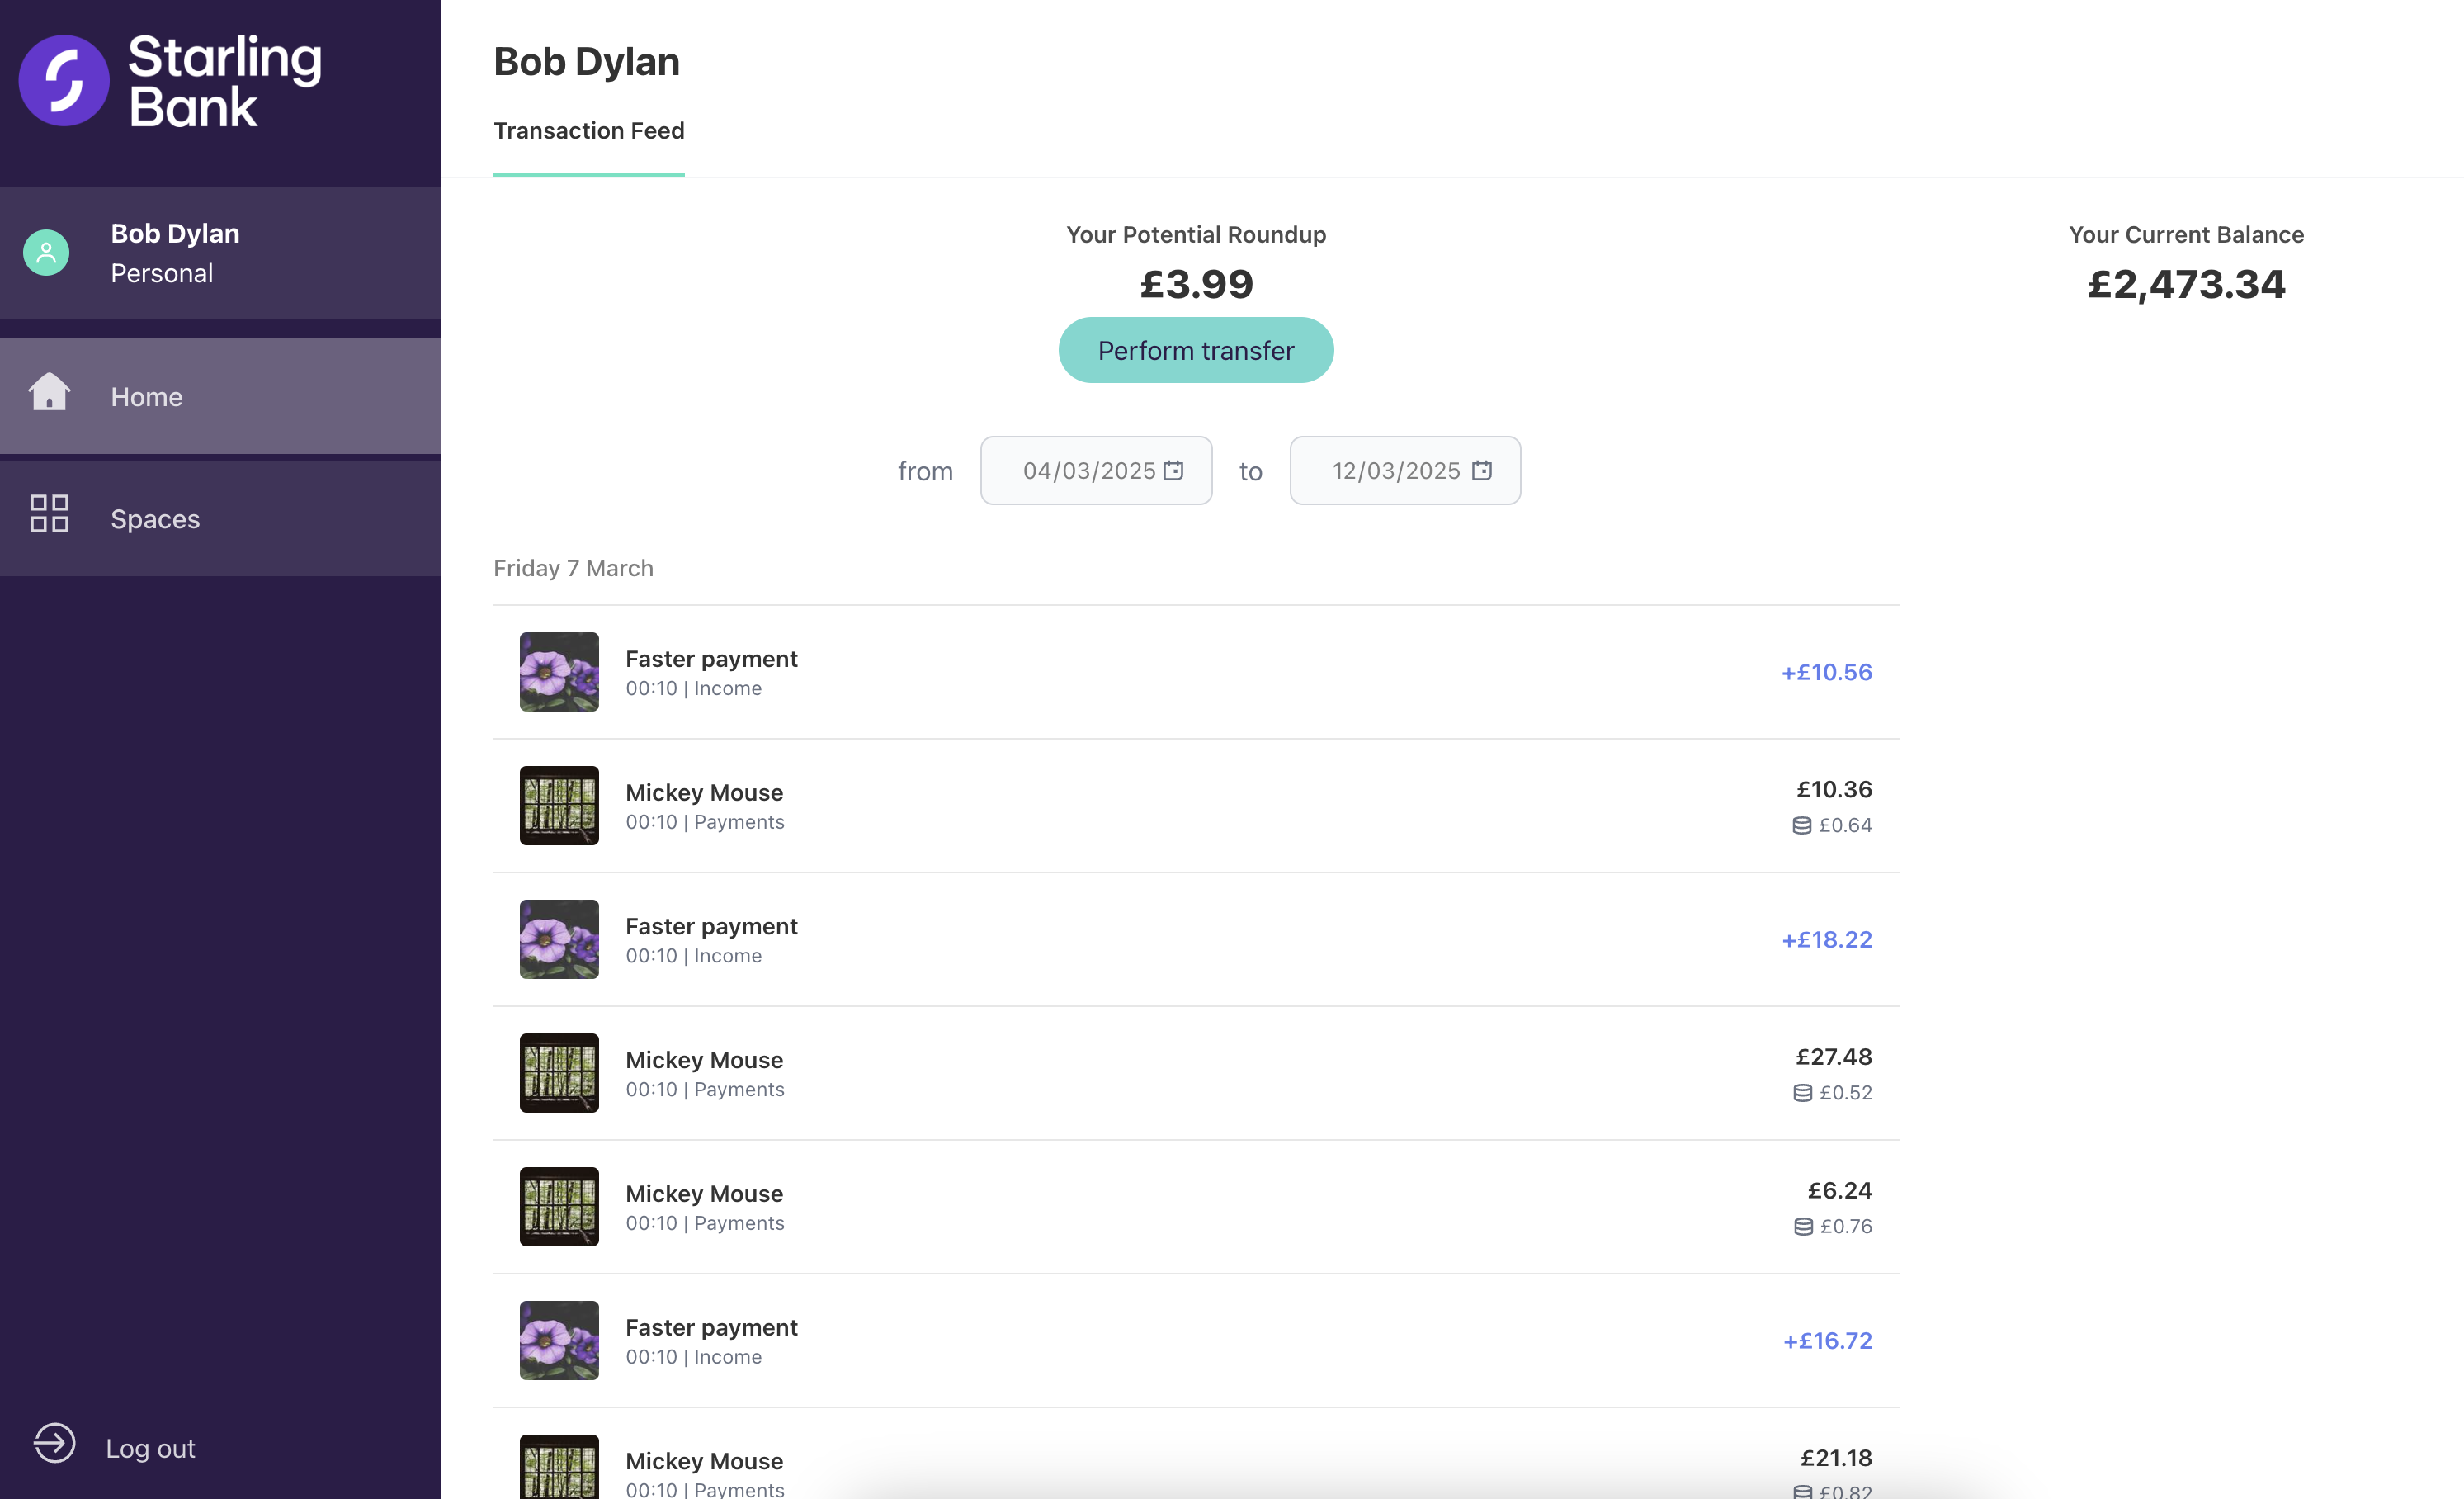 Starling
Bank
Bob Dylan
Personal
Home
Spaces
Log out
Bob Dylan
Transaction Feed
Your Potential Roundup
£3.99
Perform transfer
Your Current Balance
£2,473.34
from 04/03/2025 to 12/03/2025
Friday 7 March
Faster payment
00:10 | Income
+£10.56
Mickey Mouse
00:10 | Payments
£10.36
£0.64
Faster payment
00:10 | Income
+£18.22
Mickey Mouse
00:10 | Payments
£27.48
£0.52
Mickey Mouse
00:10 | Payments
£6.24
£0.76
Faster payment
00:10 | Income
+£16.72
Mickey Mouse
00:10 | Payments
£21.18
£0.82